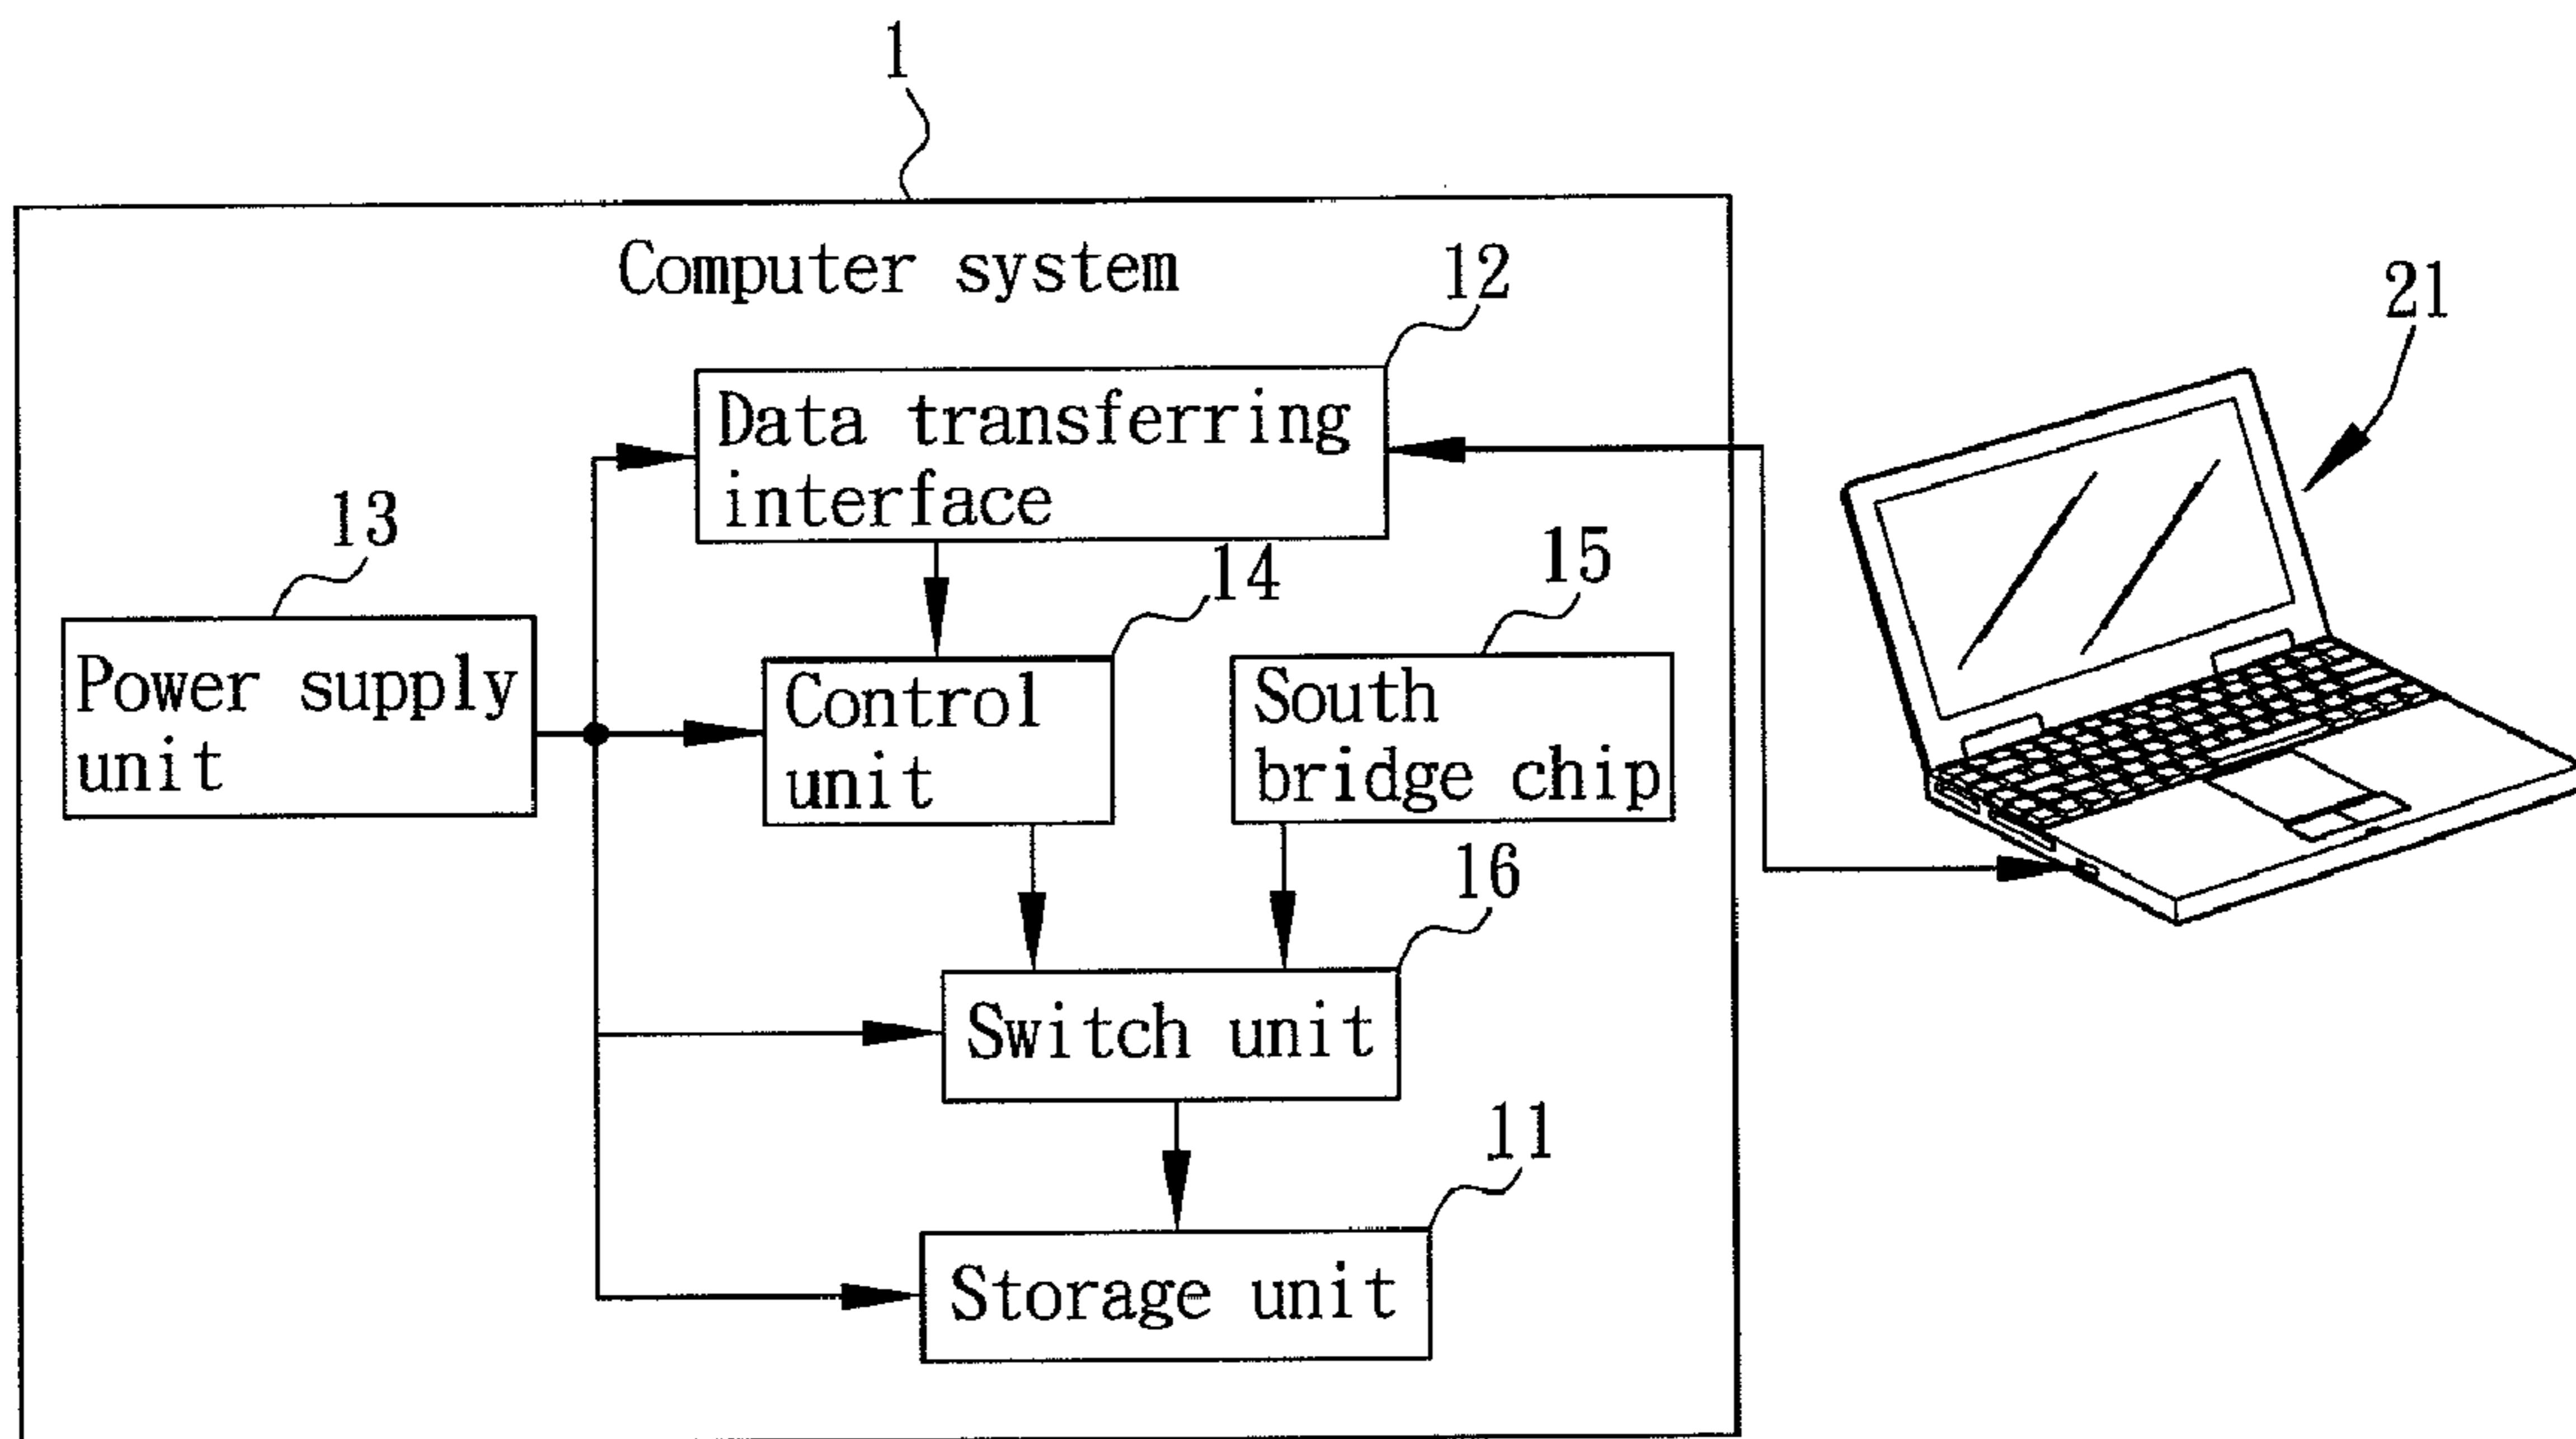 1
Computer system
12
21
Data transferring
interface
13
14
15
Power supply
unit
Control
unit
South
bridge chip
16
Switch unit
11
Storage unit